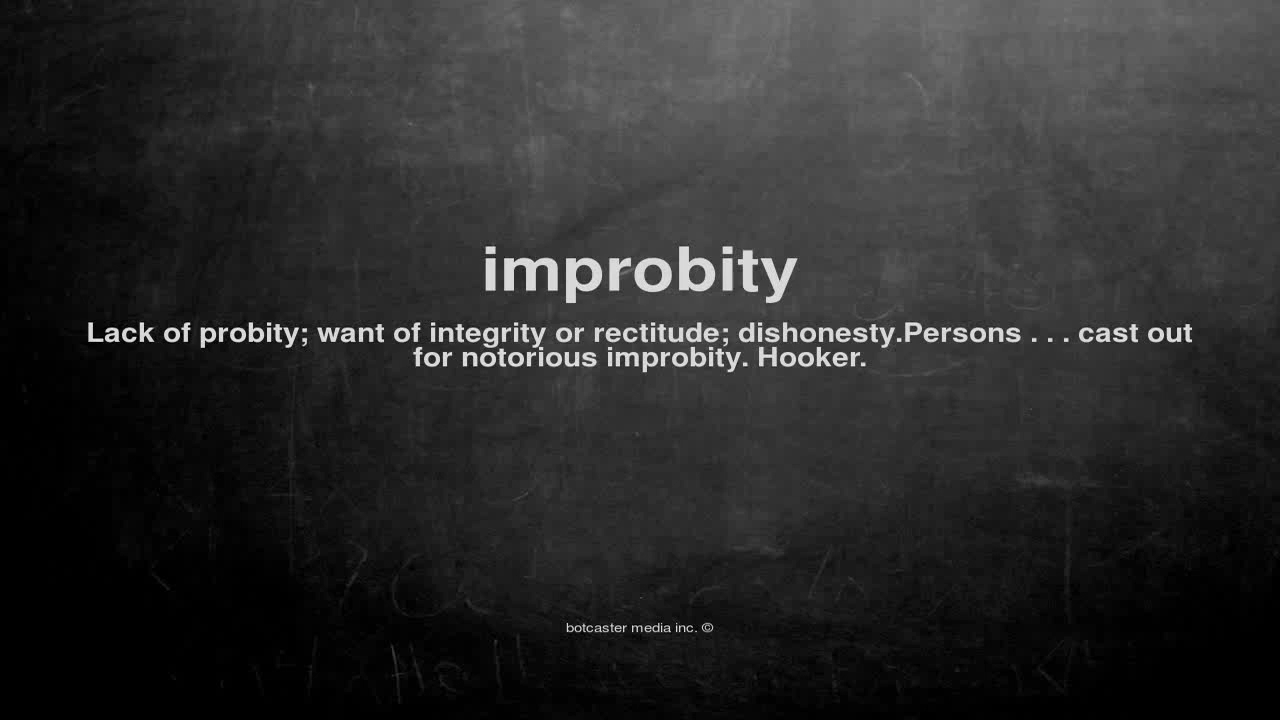 improbity
Lack of probity; want of integrity or rectitude; dishonesty.Persons . . . cast out
for notorious improbity. Hooker.
botcaster media inc. ©